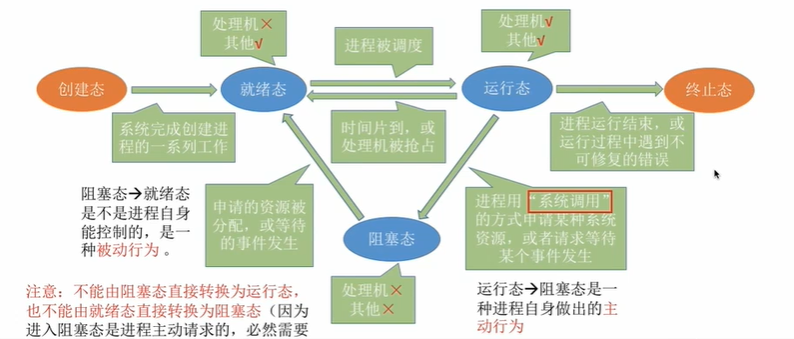 处理机×
其他√
进程被调度
处理机√
其他√
创建态
就绪态
运行态
终止态
系统完成创建进
程的一系列工作
时间片到，或
处理机被抢占
进程运行结束，或
运行过程中遇到不
可修复的错误
阻塞态→就绪态
是不是进程自身
能控制的，是一
种被动行为 。
申请的资源被
分配，或等待
的事件发生
进程用“系统调用”
的方式申请某种系统
资源，或者请求等待
某个事件发生
阻塞态
处理机×
其他×
运行态→阻塞态是一
种进程自身做出的主
动行为
注意：不能由阻塞态直接转换为运行态，
也不能由就绪态直接转换为阻塞态（因为
进入阻塞态是进程主动请求的，必然需要